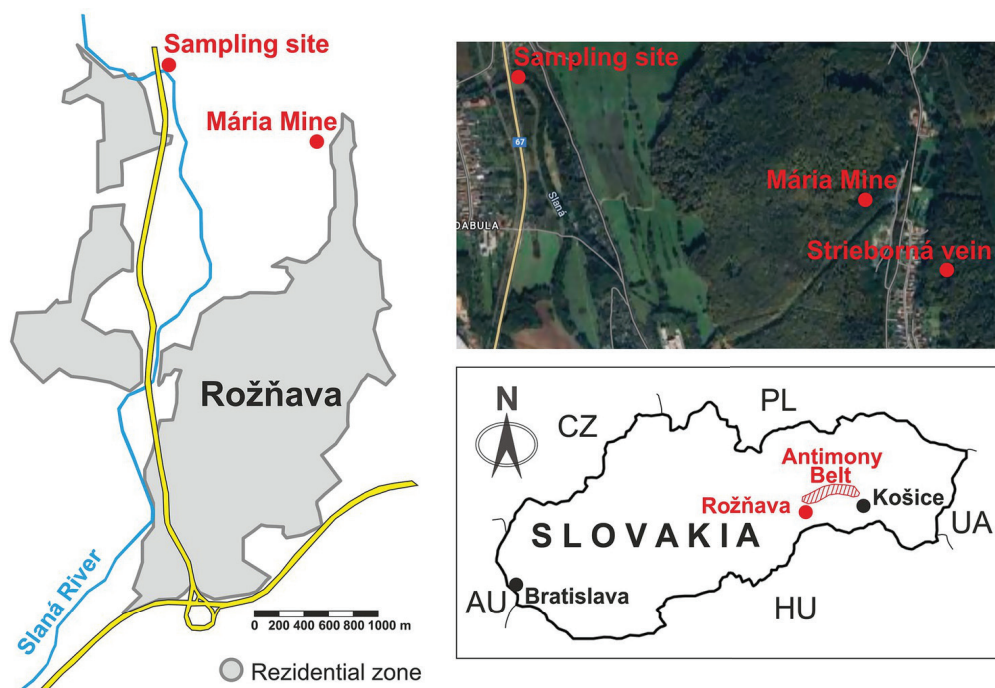 Sampling site
Mária Mine
Rožňava
Slaná River
0 200 400 600 800 1000 m
Rezidential zone
Sampling site
67
Mária Mine
Slaná
DABULA
Strieborná vein
N
CZ
PL
Antimony
Belt
Rožňava
Košice
SLOVAKIA
UA
AU
Bratislava
HU